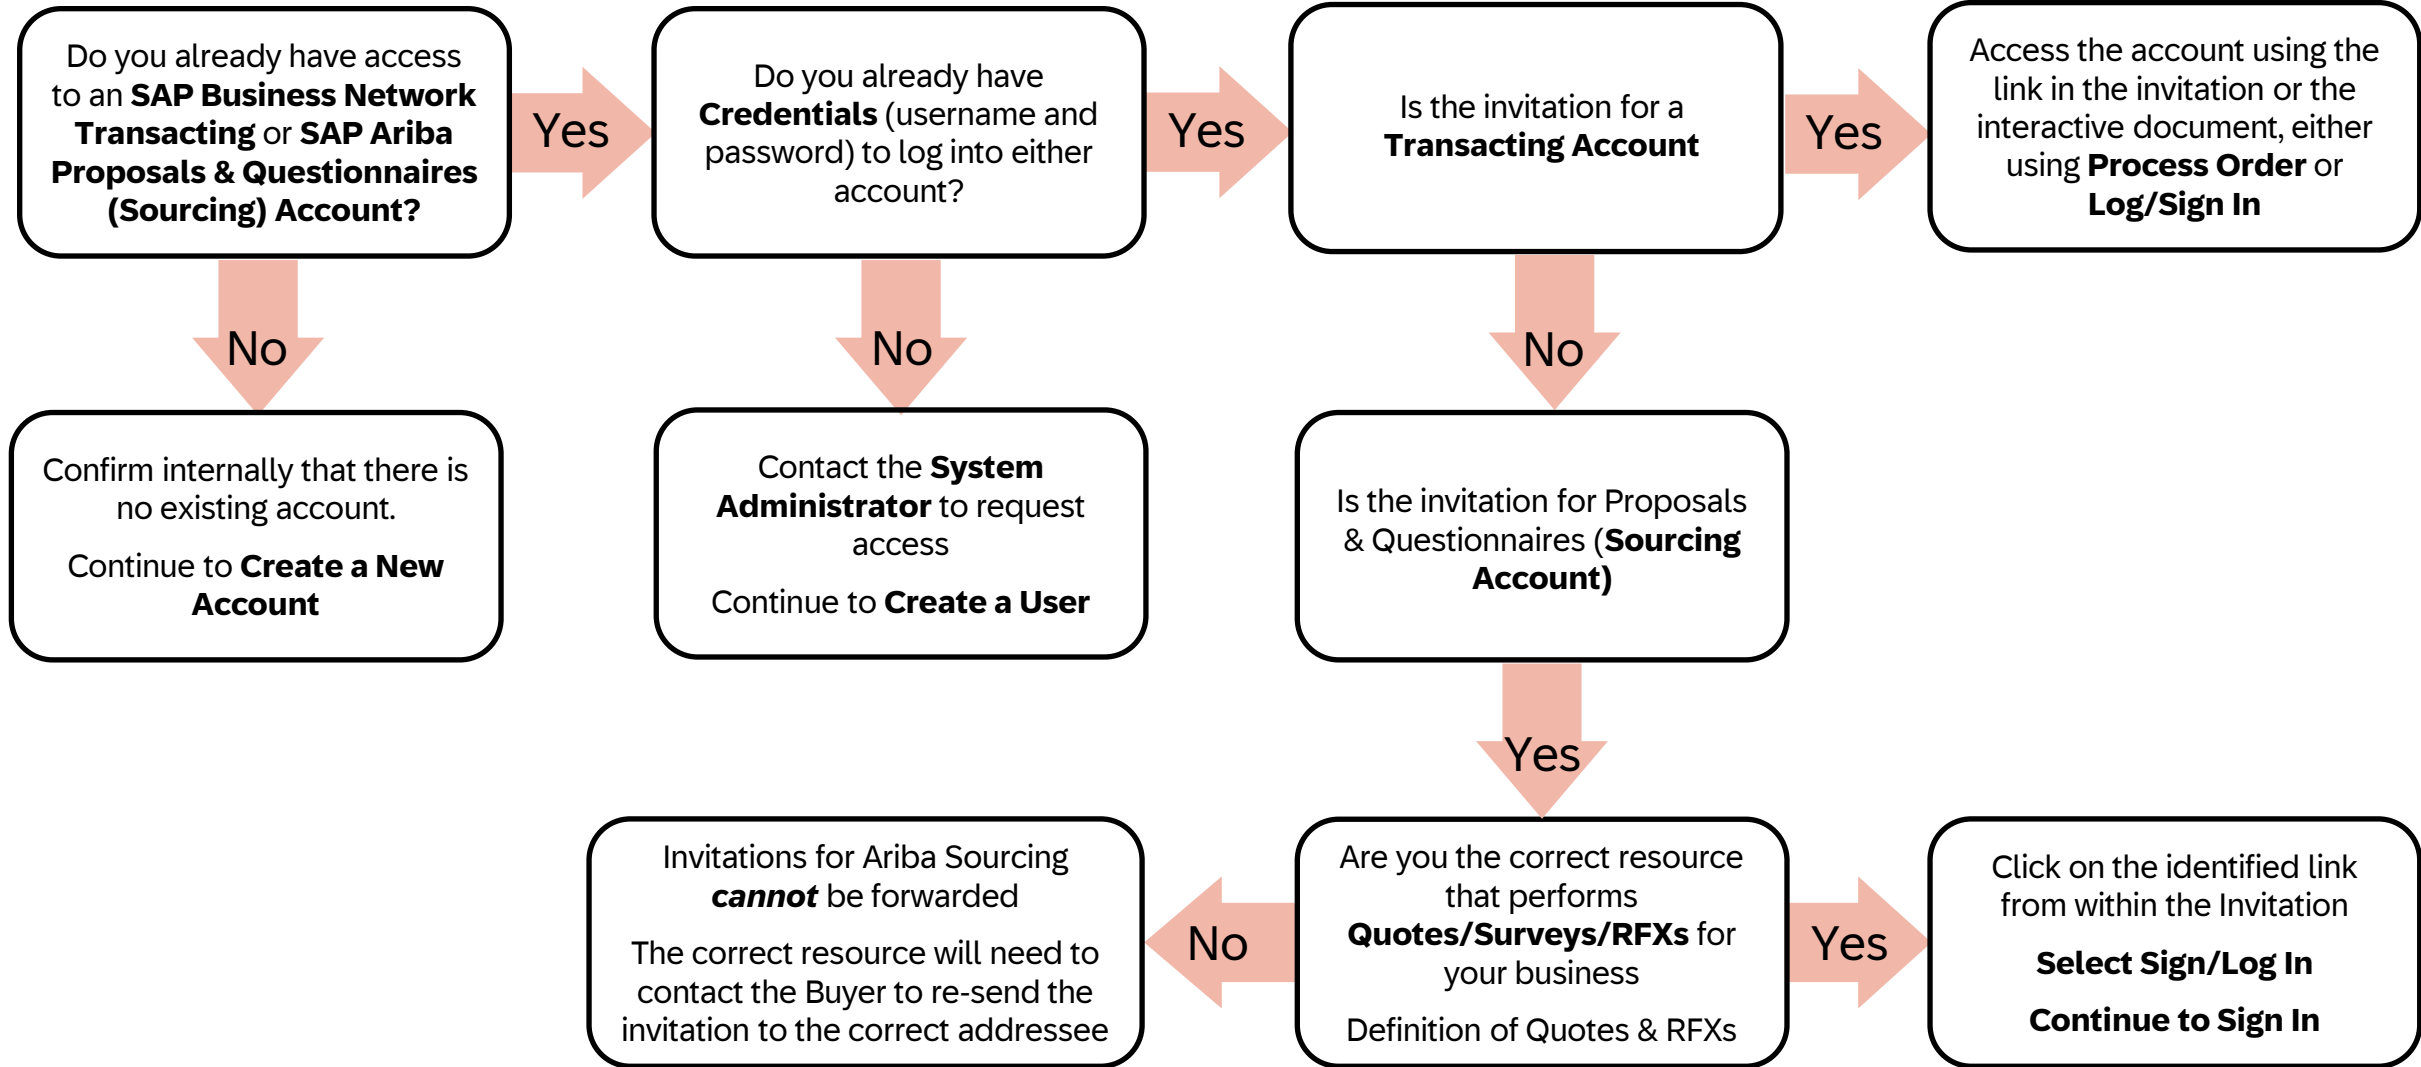 Do you already have access
to an SAP Business Network
Transacting or SAP Ariba
Proposals & Questionnaires
(Sourcing) Account?
Yes
Do you already have
Credentials (username and
password) to log into either
account?
Yes
Is the invitation for a
Transacting Account
Yes
Access the account using the
link in the invitation or the
interactive document, either
using Process Order or
Log/Sign In
No
No
No
Confirm internally that there is
no existing account.
Continue to Create a New
Account
Contact the System
Administrator to request
access
Continue to Create a User
Is the invitation for Proposals
& Questionnaires (Sourcing
Account)
Yes
Invitations for Ariba Sourcing
cannot be forwarded
The correct resource will need to
contact the Buyer to re-send the
invitation to the correct addressee
No
Are you the correct resource
that performs
Quotes/Surveys/RFXs for
your business
Definition of Quotes & RFXs
Yes
Click on the identified link
from within the Invitation
Select Sign/Log In
Continue to Sign In